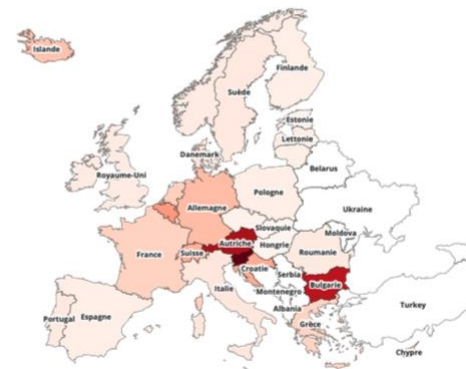 Islande
Finlande
Suède
Estonie
Lettonie
Danemark
Royaume-Uni
Belarus
Pologne
Allemagne
Ukraine
Slovaquie
Moldova
Autriche
Hongrie
France
Suisse
Roumanie
Croatie
Serbia
Bulgarie
Italie
Montenegro
Albania
Portugal
Espagne
Turkey
Grèce
Chypre